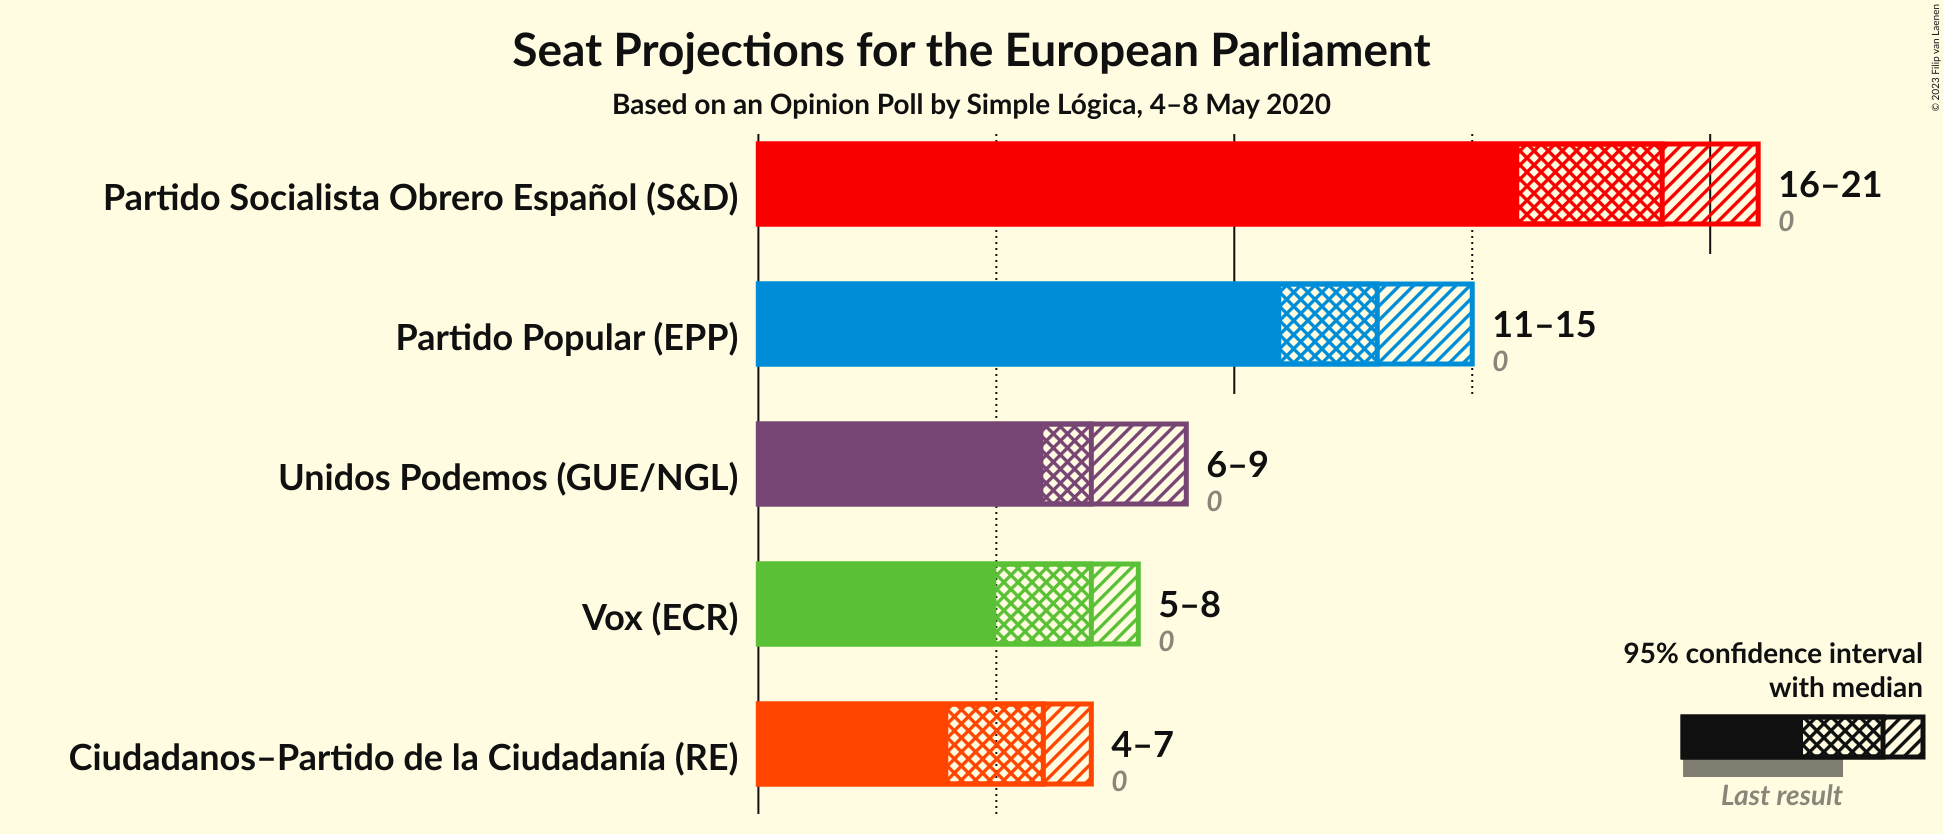 Seat Projections for the European Parliament
Based on an Opinion Poll by Simple Lógica, 4–8 May 2020
© 2023 Filip van Laenen
Partido Socialista Obrero Español (S&D)
16–21
0
Partido Popular (EPP)
11–15
0
Unidos Podemos (GUE/NGL)
6–9
0
Vox (ECR)
5–8
0
Ciudadanos–Partido de la Ciudadanía (RE)
4–7
0
95% confidence interval
with median
Last result